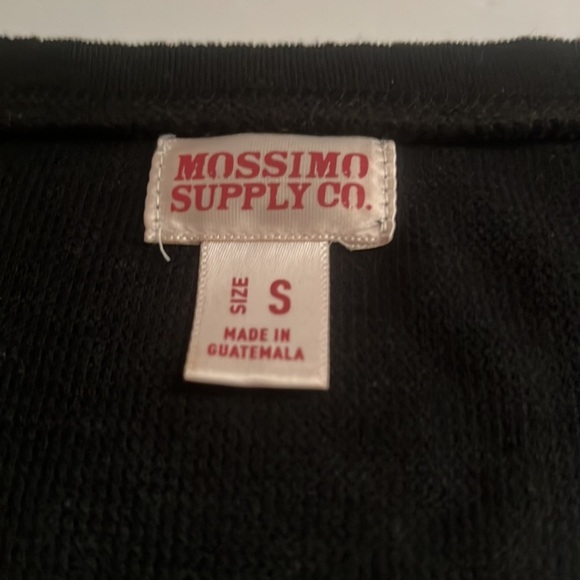 MOSSIMO
SUPPLY CO.
SIZE S
MADE IN
GUATEMALA